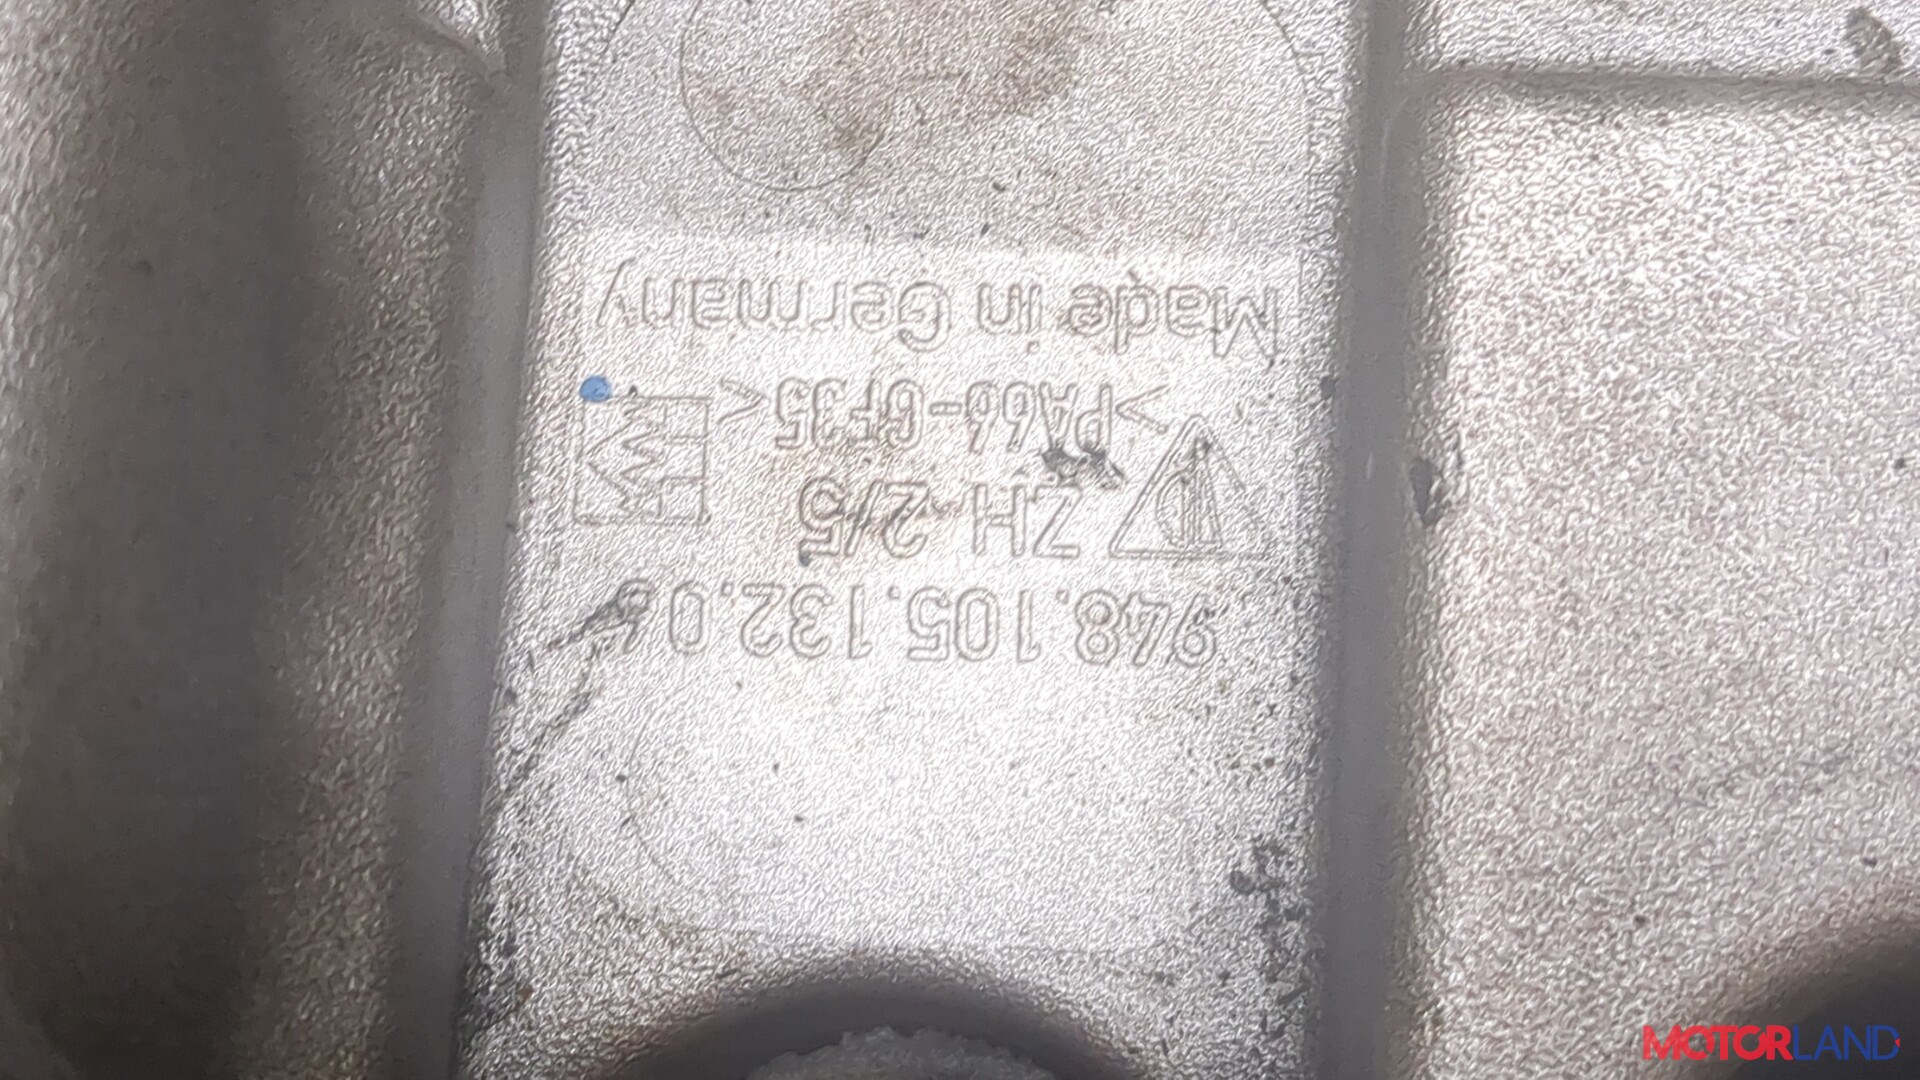 948.105.132.06
ZH 2/5
>PA66-GF35<
Made in Germany
MOTORLAND